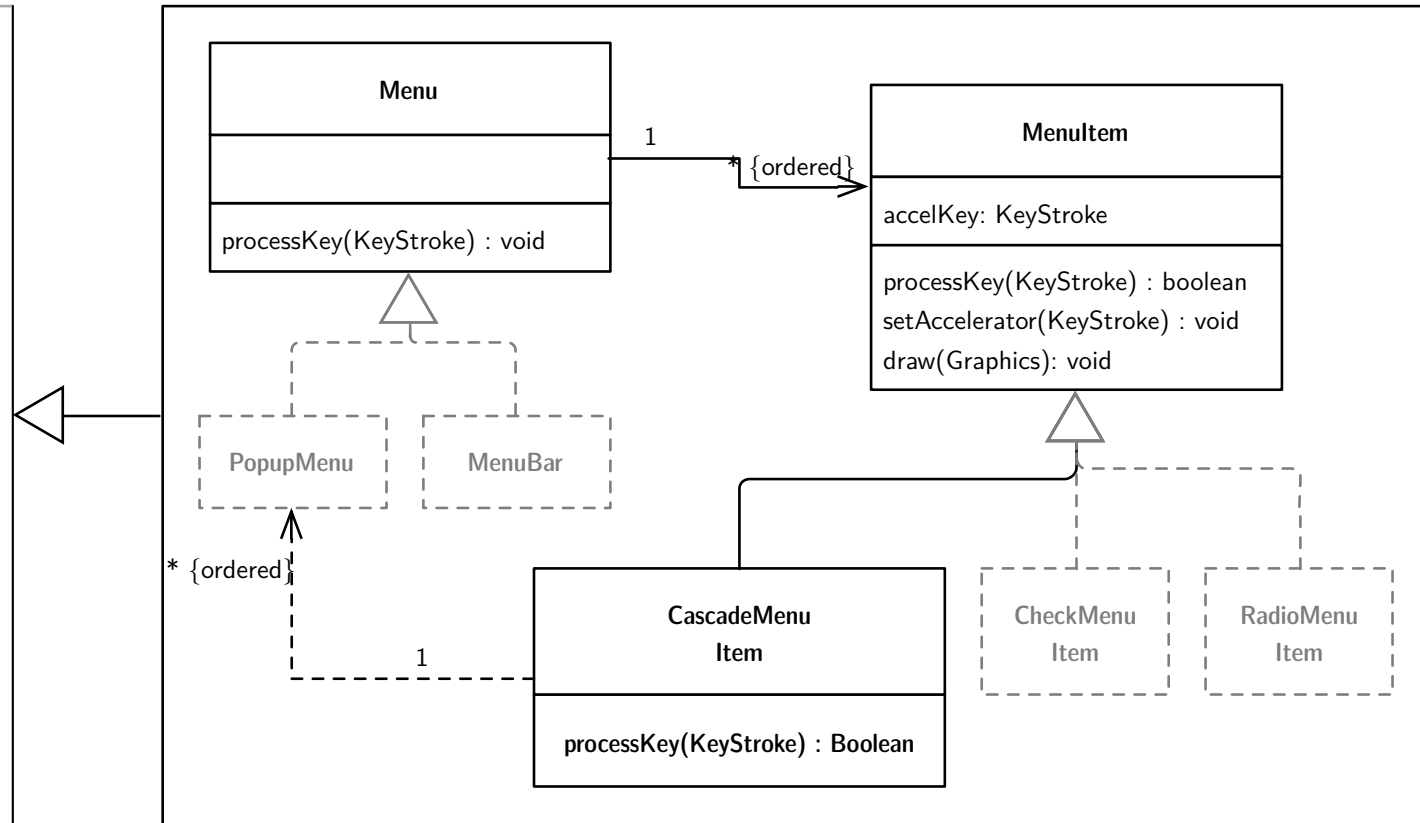 Menu
processKey(KeyStroke) : void
1
* {ordered}
MenuItem
accelKey: KeyStroke
processKey(KeyStroke) : boolean
setAccelerator(KeyStroke) : void
draw(Graphics): void
PopupMenu
MenuBar
* {ordered}
1
CascadeMenu
Item
processKey(KeyStroke) : Boolean
CheckMenu
Item
RadioMenu
Item